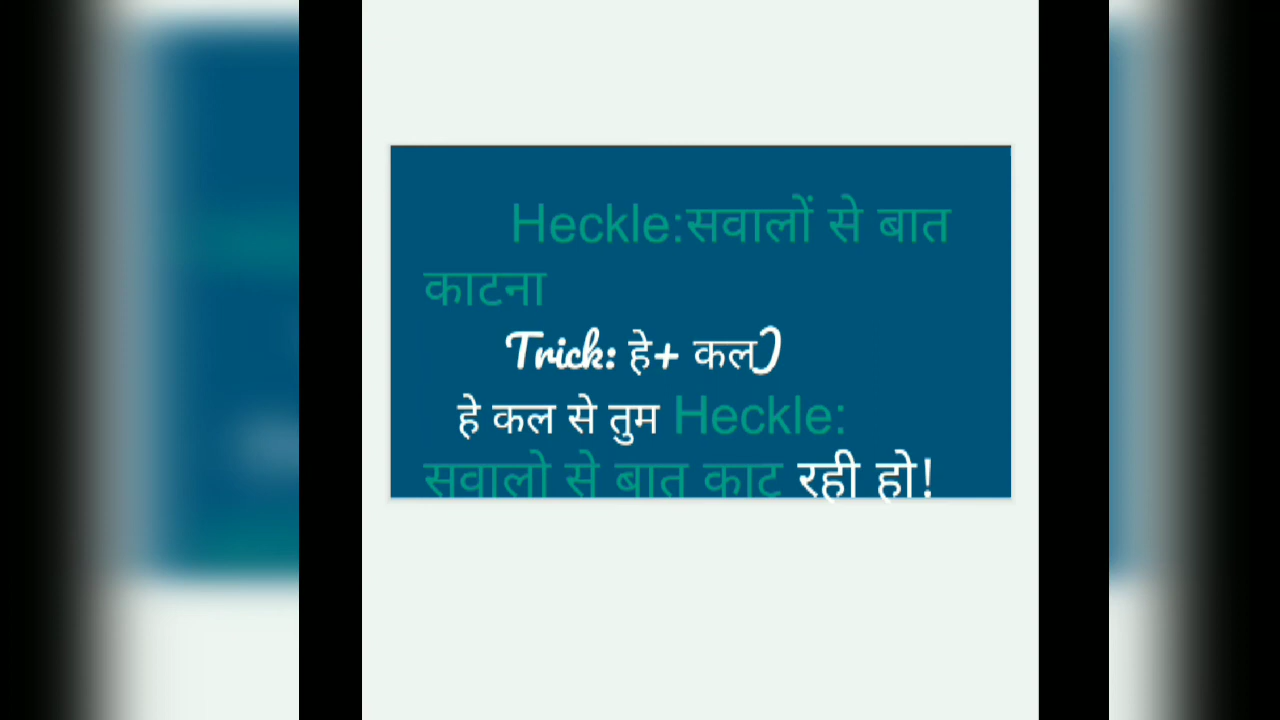 Heckle:सवालों से बात
काटना
Trick: हे+ कल)
हे कल से तुम Heckle:
सवालो से बात काट रही हो!